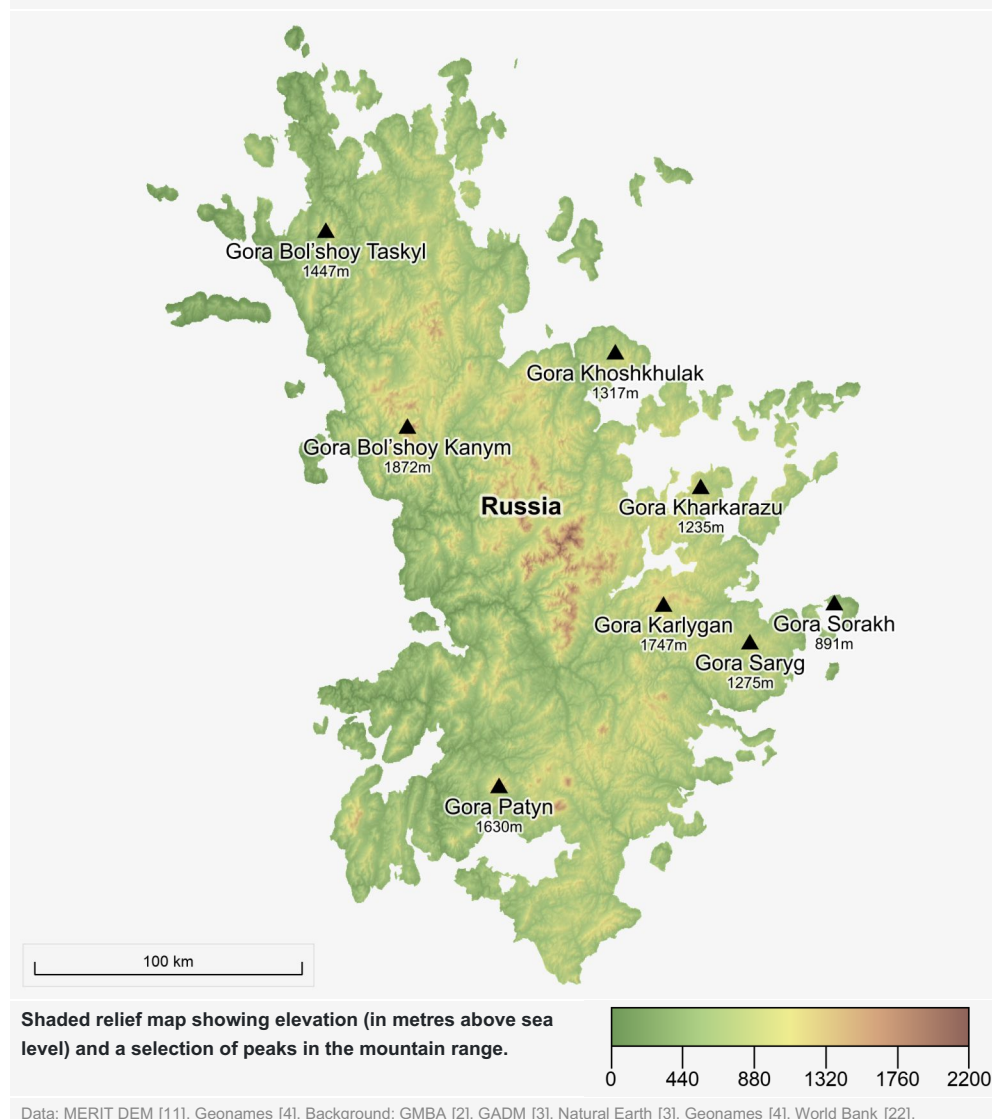 Gora Bol'shoy Taskyl
1447m
Gora Khoshkhulak
1317m
Gora Bol'shoy Kanym
1872m
Russia
Gora Kharkarazu
1235m
Gora Karlygan
1747m
Gora Sorakh
891m
Gora Saryg
1275m
Gora Patyn
1630m
100 km
Shaded relief map showing elevation (in metres above sea
level) and a selection of peaks in the mountain range.
0 440 880 1320 1760 2200
Data: MERIT DEM [11], Geonames [4]. Background: GMBA [2], GADM [3], Natural Earth [3], Geonames [4], World Bank [22].